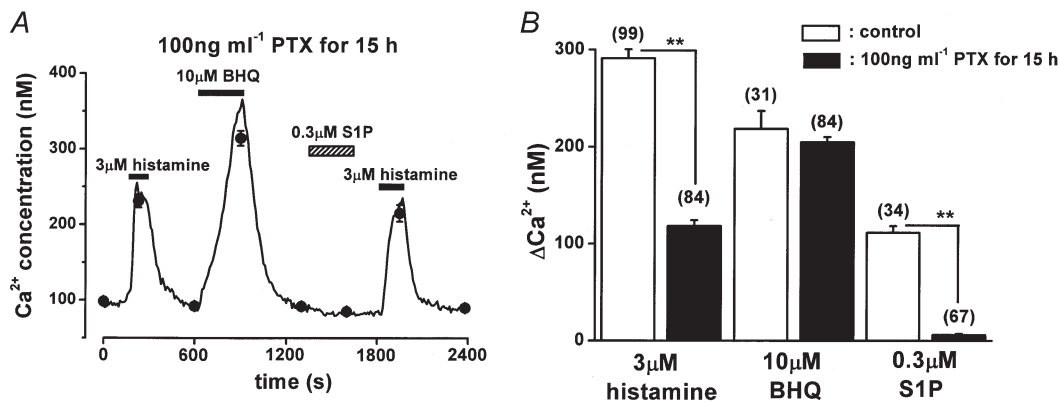 A
100ng ml⁻¹ PTX for 15 h
Ca²⁺ concentration (nM)
400
300
200
100
10μM BHQ
0.3μM S1P
3μM histamine
3μM histamine
0
600
1200
1800
2400
time (s)
B
: control
: 100ng ml⁻¹ PTX for 15 h
ΔCa²⁺ (nM)
300
200
100
0
(99)
**
(84)
(31)
(84)
(34)
**
(67)
3μM
histamine
10μM
BHQ
0.3μM
S1P